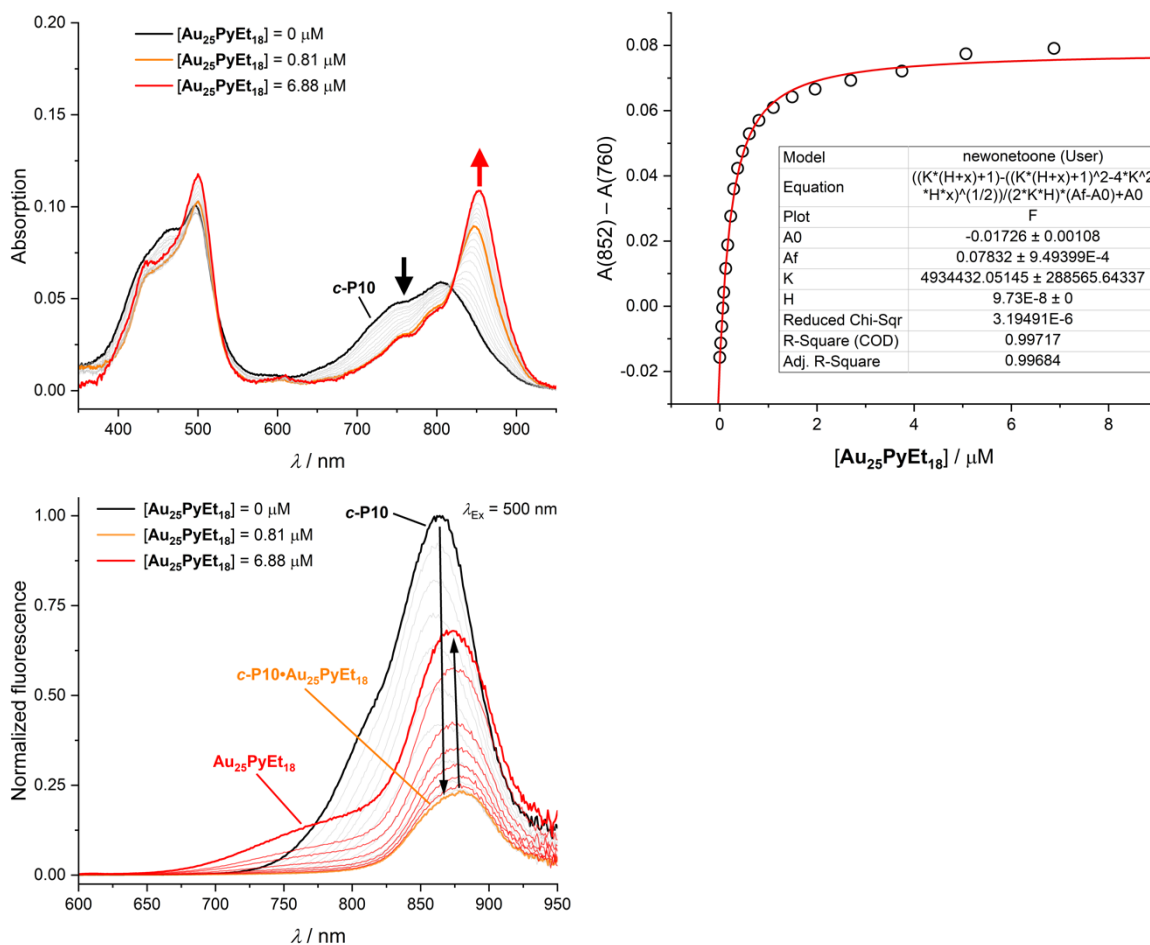 0.20
0.15
0.10
0.05
0.00
Absorption
[Au25PyEt18] = 0 μM
[Au25PyEt18] = 0.81 μM
[Au25PyEt18] = 6.88 μM
c-P10
400 500 600 700 800 900
λ / nm
0.08
0.06
0.04
0.02
0.00
-0.02
A(852) – A(760)
Model newonetoone (User)
Equation ((K*(H+x)+1)-((K*(H+x)+1)^2-4*K^2
*H*x)^(1/2))/(2*K*H)*(Af-A0)+A0
Plot F
A0 -0.01726 ± 0.00108
Af 0.07832 ± 9.49399E-4
K 4934432.05145 ± 288565.64337
H 9.73E-8 ± 0
Reduced Chi-Sqr 3.19491E-6
R-Square (COD) 0.99717
Adj. R-Square 0.99684
0 2 4 6 8
[Au25PyEt18] / μM
1.00
0.75
0.50
0.25
0.00
Normalized fluorescence
[Au25PyEt18] = 0 μM
[Au25PyEt18] = 0.81 μM
[Au25PyEt18] = 6.88 μM
c-P10
λEx = 500 nm
c-P10•Au25PyEt18
Au25PyEt18
600 650 700 750 800 850 900 950
λ / nm